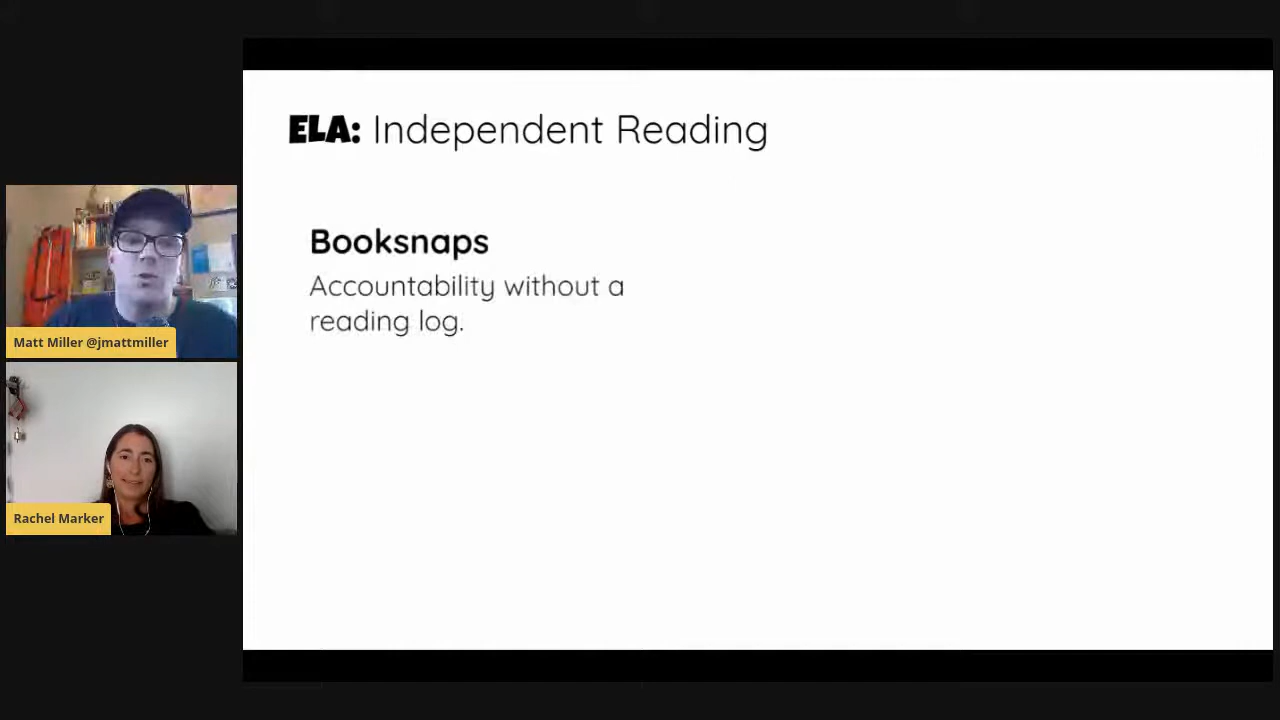 ELA: Independent Reading
Booksnaps
Accountability without a
reading log.
Matt Miller @jmattmiller
Rachel Marker